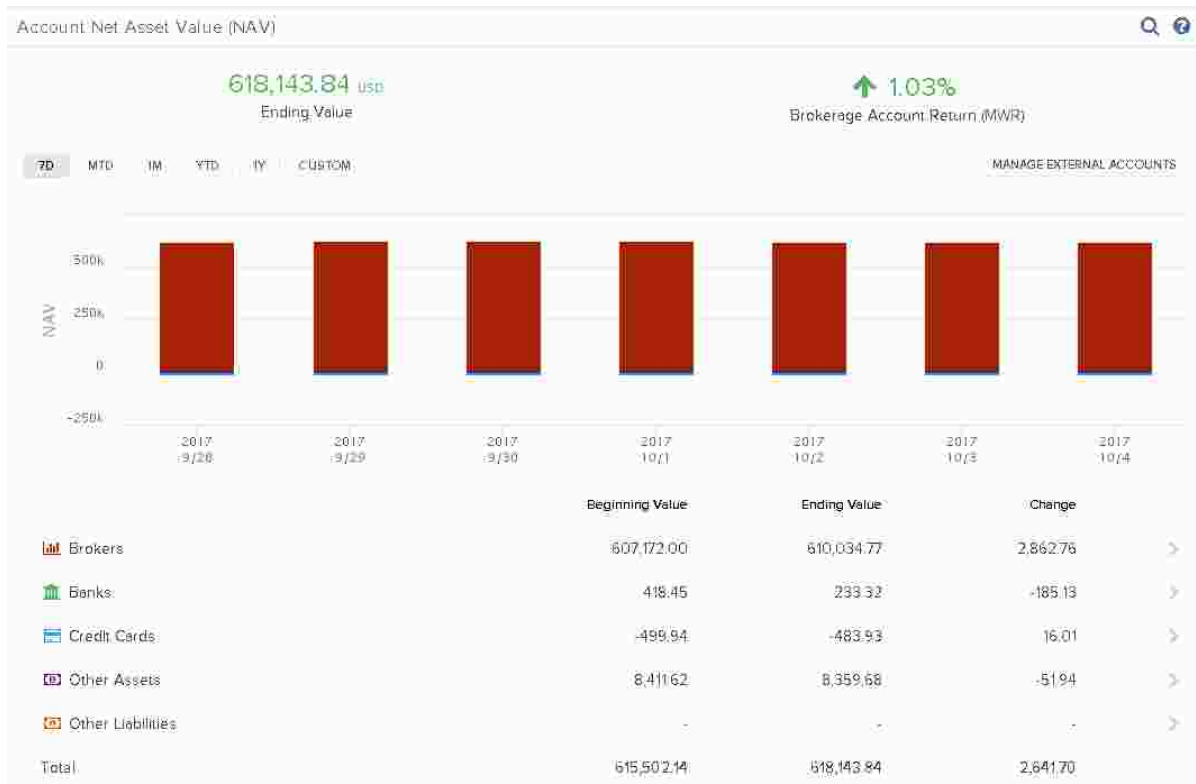 Account Net Asset Value (NAV)
618,143.84 USD
Ending Value
1.03%
Brokerage Account Return (MWR)
7D MTD 1M YTD 1Y CUSTOM
MANAGE EXTERNAL ACCOUNTS
NAV
500k
250k
0
-250k
2017 2017 2017 2017 2017 2017 2017
9/28 9/29 9/30 10/1 10/2 10/3 10/4
Beginning Value Ending Value Change
Brokers 607,172.00 610,034.77 2,862.76
Banks 418.45 233.32 -185.13
Credit Cards -499.94 -483.93 16.01
Other Assets 8,411.62 8,359.68 -51.94
Other Liabilities - - -
Total 615,502.14 618,143.84 2,641.70